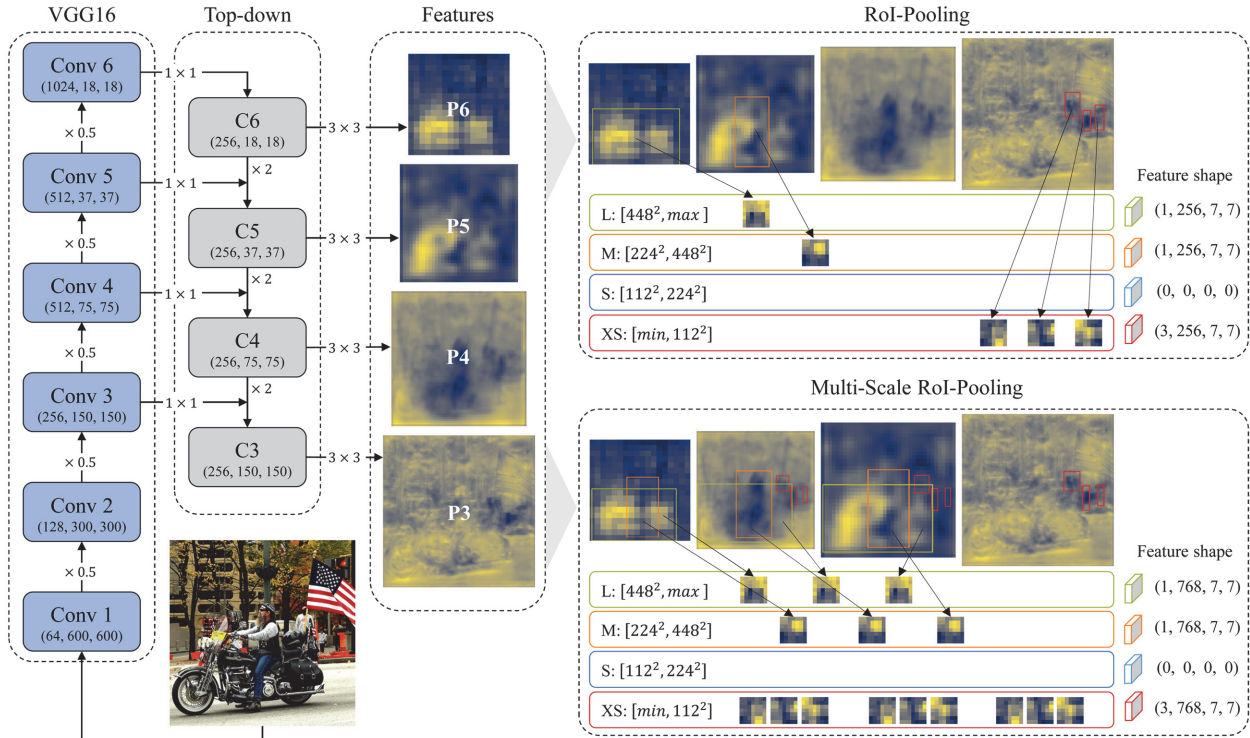 VGG16
Conv 6
(1024, 18, 18)
× 0.5
Conv 5
(512, 37, 37)
× 0.5
Conv 4
(512, 75, 75)
× 0.5
Conv 3
(256, 150, 150)
× 0.5
Conv 2
(128, 300, 300)
× 0.5
Conv 1
(64, 600, 600)
1 × 1
1 × 1
1 × 1
1 × 1
Top-down
C6
(256, 18, 18)
× 2
C5
(256, 37, 37)
× 2
C4
(256, 75, 75)
× 2
C3
(256, 150, 150)
3 × 3
3 × 3
3 × 3
3 × 3
Features
P6
P5
P4
P3
RoI-Pooling
Feature shape
L: [448², max ]
(1, 256, 7, 7)
M: [224², 448²]
(1, 256, 7, 7)
S: [112², 224²]
(0, 0, 0, 0)
XS: [min, 112²]
(3, 256, 7, 7)
Multi-Scale RoI-Pooling
Feature shape
L: [448², max ]
(1, 768, 7, 7)
M: [224², 448²]
(1, 768, 7, 7)
S: [112², 224²]
(0, 0, 0, 0)
XS: [min, 112²]
(3, 768, 7, 7)